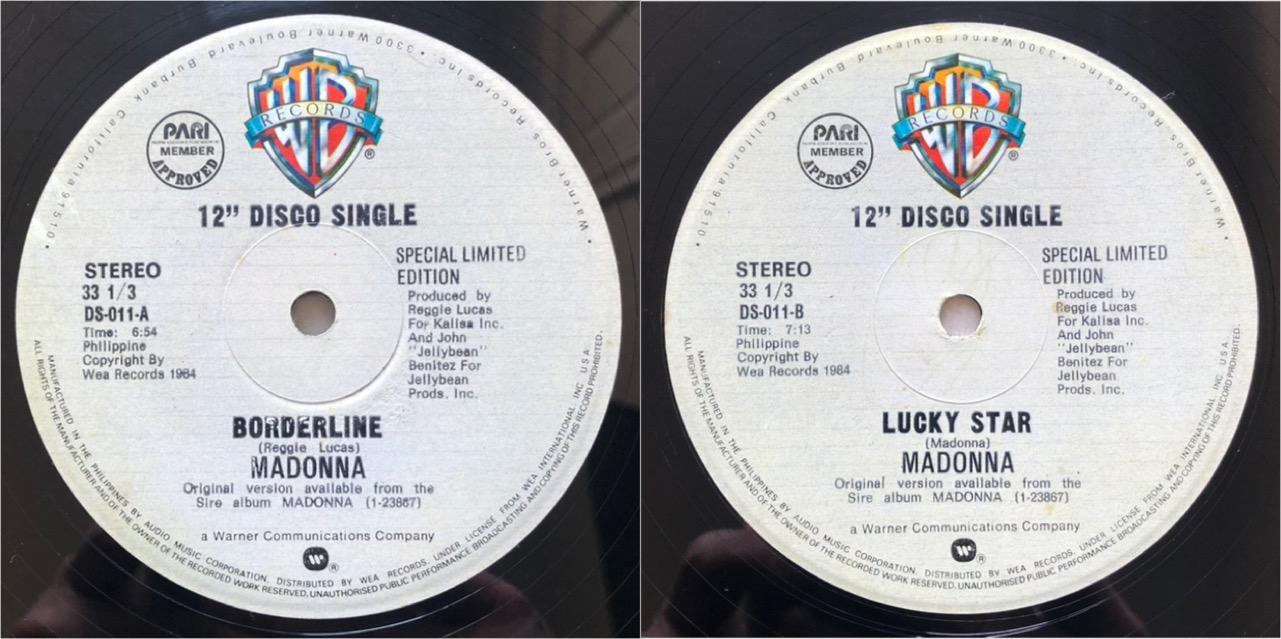 3300 Warner Boulevard Burbank California 91510 • Warner Bros Records Inc. •
WB
RECORDS
®
PARI
MEMBER
APPROVED
12” DISCO SINGLE
STEREO
33 1/3
DS-011-A
Time: 6:54
Philippine
Copyright By
Wea Records 1984
SPECIAL LIMITED
EDITION
Produced by
Reggie Lucas
For Kalisa Inc.
And John
"Jellybean"
Benitez For
Jellybean
Prods. Inc.
BORDERLINE
(Reggie Lucas)
MADONNA
Original version available from the
Sire album MADONNA (1-23867)
a Warner Communications Company
®
MANUFACTURED IN THE PHILIPPINES BY AUDIO MUSIC CORPORATION, DISTRIBUTED BY WEA RECORDS, UNDER LICENSE FROM WEA INTERNATIONAL INC U.S.A.
ALL RIGHTS OF THE MANUFACTURER AND OF THE OWNER OF THE RECORDED WORK RESERVED, UNAUTHORISED PUBLIC PERFORMANCE BROADCASTING AND COPYING OF THIS RECORD PROHIBITED.
3300 Warner Boulevard Burbank California 91510 • Warner Bros Records Inc. •
WB
RECORDS
®
PARI
MEMBER
APPROVED
12” DISCO SINGLE
STEREO
33 1/3
DS-011-B
Time: 7:13
Philippine
Copyright By
Wea Records 1984
SPECIAL LIMITED
EDITION
Produced by
Reggie Lucas
For Kalisa Inc.
And John
"Jellybean"
Benitez For
Jellybean
Prods. Inc.
LUCKY STAR
(Madonna)
MADONNA
Original version available from the
Sire album MADONNA (1-23867)
a Warner Communications Company
®
MANUFACTURED IN THE PHILIPPINES BY AUDIO MUSIC CORPORATION, DISTRIBUTED BY WEA RECORDS, UNDER LICENSE FROM WEA INTERNATIONAL INC U.S.A.
ALL RIGHTS OF THE MANUFACTURER AND OF THE OWNER OF THE RECORDED WORK RESERVED, UNAUTHORISED PUBLIC PERFORMANCE BROADCASTING AND COPYING OF THIS RECORD PROHIBITED.